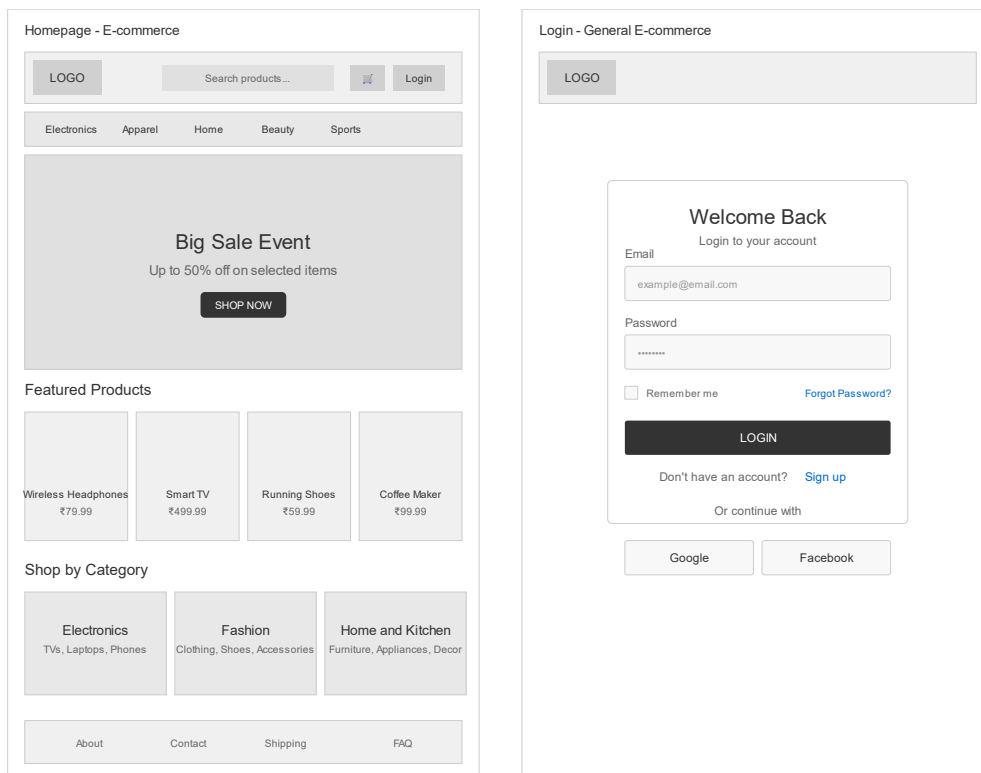 Homepage - E-commerce
LOGO
Search products...
🛒
Login
Electronics Apparel Home Beauty Sports
Big Sale Event
Up to 50% off on selected items
SHOP NOW
Featured Products
Wireless Headphones
₹79.99
Smart TV
₹499.99
Running Shoes
₹59.99
Coffee Maker
₹99.99
Shop by Category
Electronics
TVs, Laptops, Phones
Fashion
Clothing, Shoes, Accessories
Home and Kitchen
Furniture, Appliances, Decor
About Contact Shipping FAQ
Login - General E-commerce
LOGO
Welcome Back
Login to your account
Email
example@email.com
Password
••••••••
Remember me
Forgot Password?
LOGIN
Don't have an account? Sign up
Or continue with
Google
Facebook